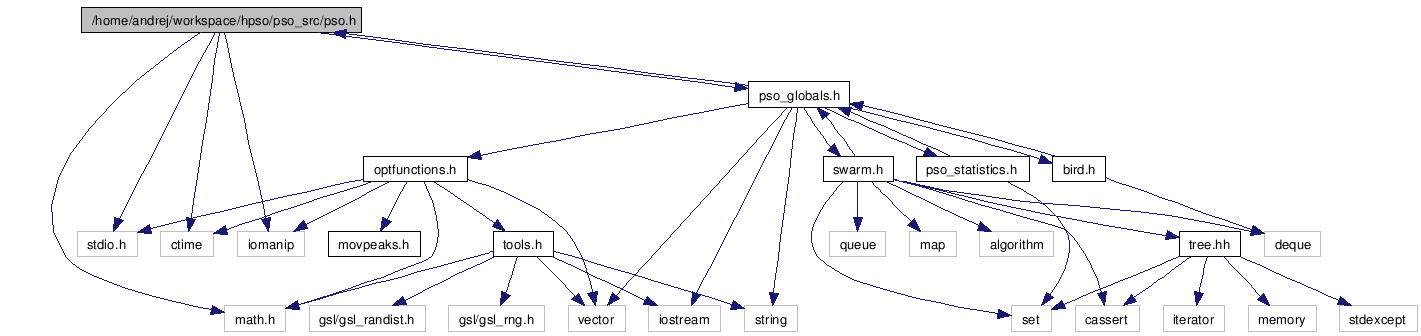 /home/andrej/workspace/hpso/pso_src/pso.h
pso_globals.h
optfunctions.h
swarm.h
pso_statistics.h
bird.h
stdio.h
ctime
iomanip
movpeaks.h
tools.h
queue
map
algorithm
tree.hh
deque
math.h
gsl/gsl_randist.h
gsl/gsl_rng.h
vector
iostream
string
set
cassert
iterator
memory
stdexcept